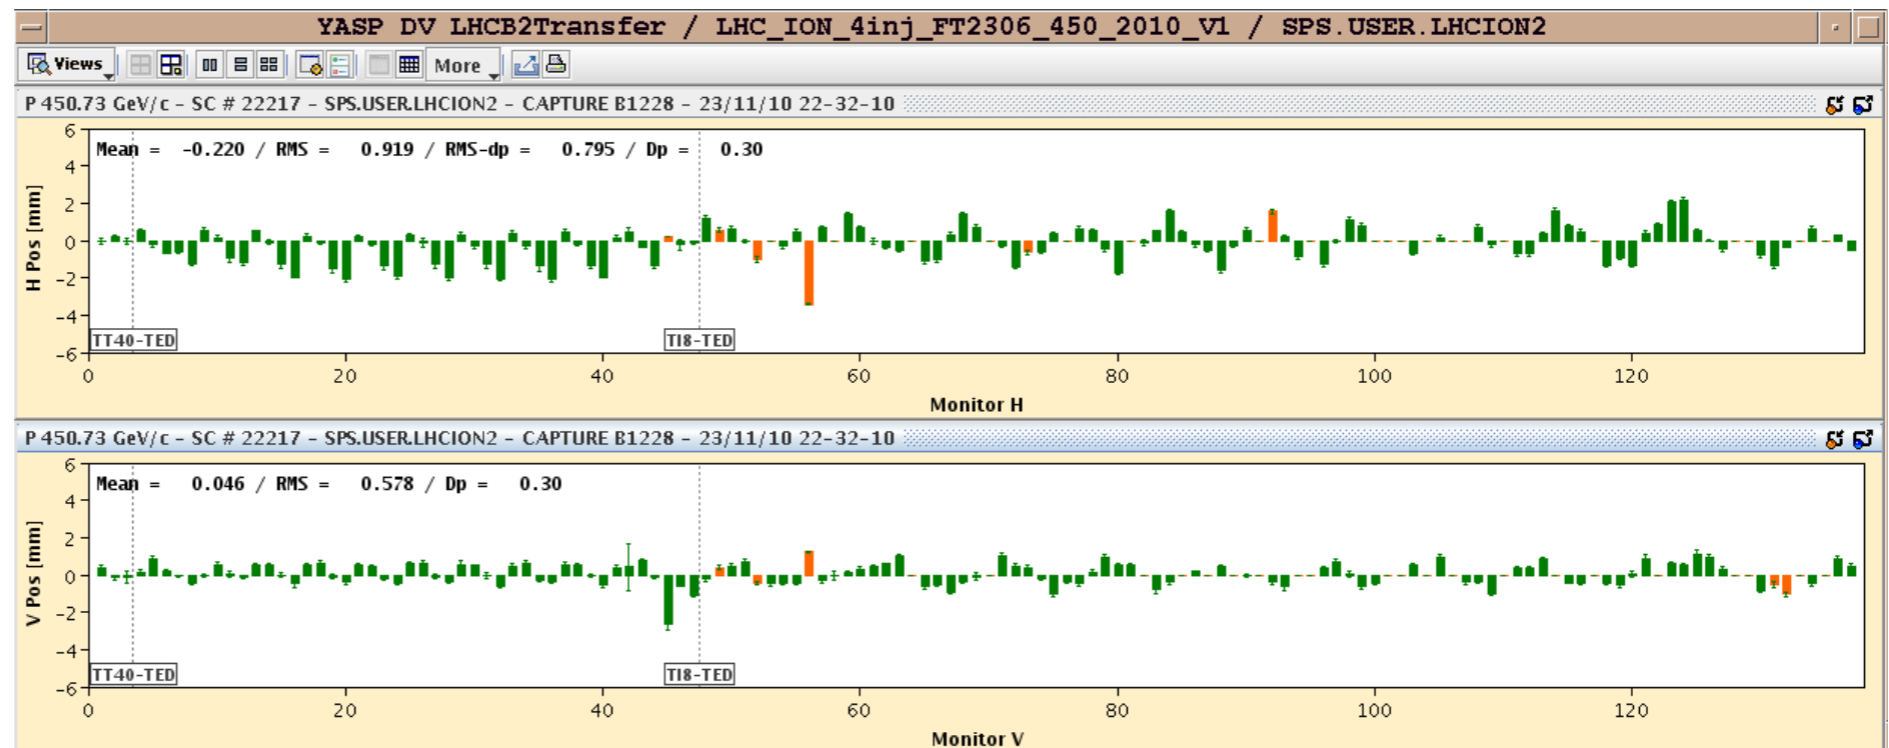 YASP DV LHCB2Transfer / LHC_ION_4inj_FT2306_450_2010_V1 / SPS.USER.LHCION2
Views More
P 450.73 GeV/c - SC # 22217 - SPS.USER.LHCION2 - CAPTURE B1228 - 23/11/10 22-32-10
Mean = -0.220 / RMS = 0.919 / RMS-dp = 0.795 / Dp = 0.30
H Pos [mm]
6
4
2
0
-2
-4
-6
TT40-TED TI8-TED
0 20 40 60 80 100 120
Monitor H
P 450.73 GeV/c - SC # 22217 - SPS.USER.LHCION2 - CAPTURE B1228 - 23/11/10 22-32-10
Mean = 0.046 / RMS = 0.578 / Dp = 0.30
V Pos [mm]
6
4
2
0
-2
-4
-6
TT40-TED TI8-TED
0 20 40 60 80 100 120
Monitor V